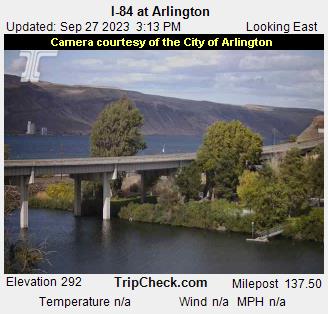 I-84 at Arlington
Updated: Sep 27 2023 3:13 PM Looking East
Camera courtesy of the City of Arlington
Elevation 292 TripCheck.com Milepost 137.50
Temperature n/a Wind n/a MPH n/a